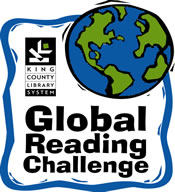 KING
COUNTY
LIBRARY
SYSTEM
Global
Reading
Challenge